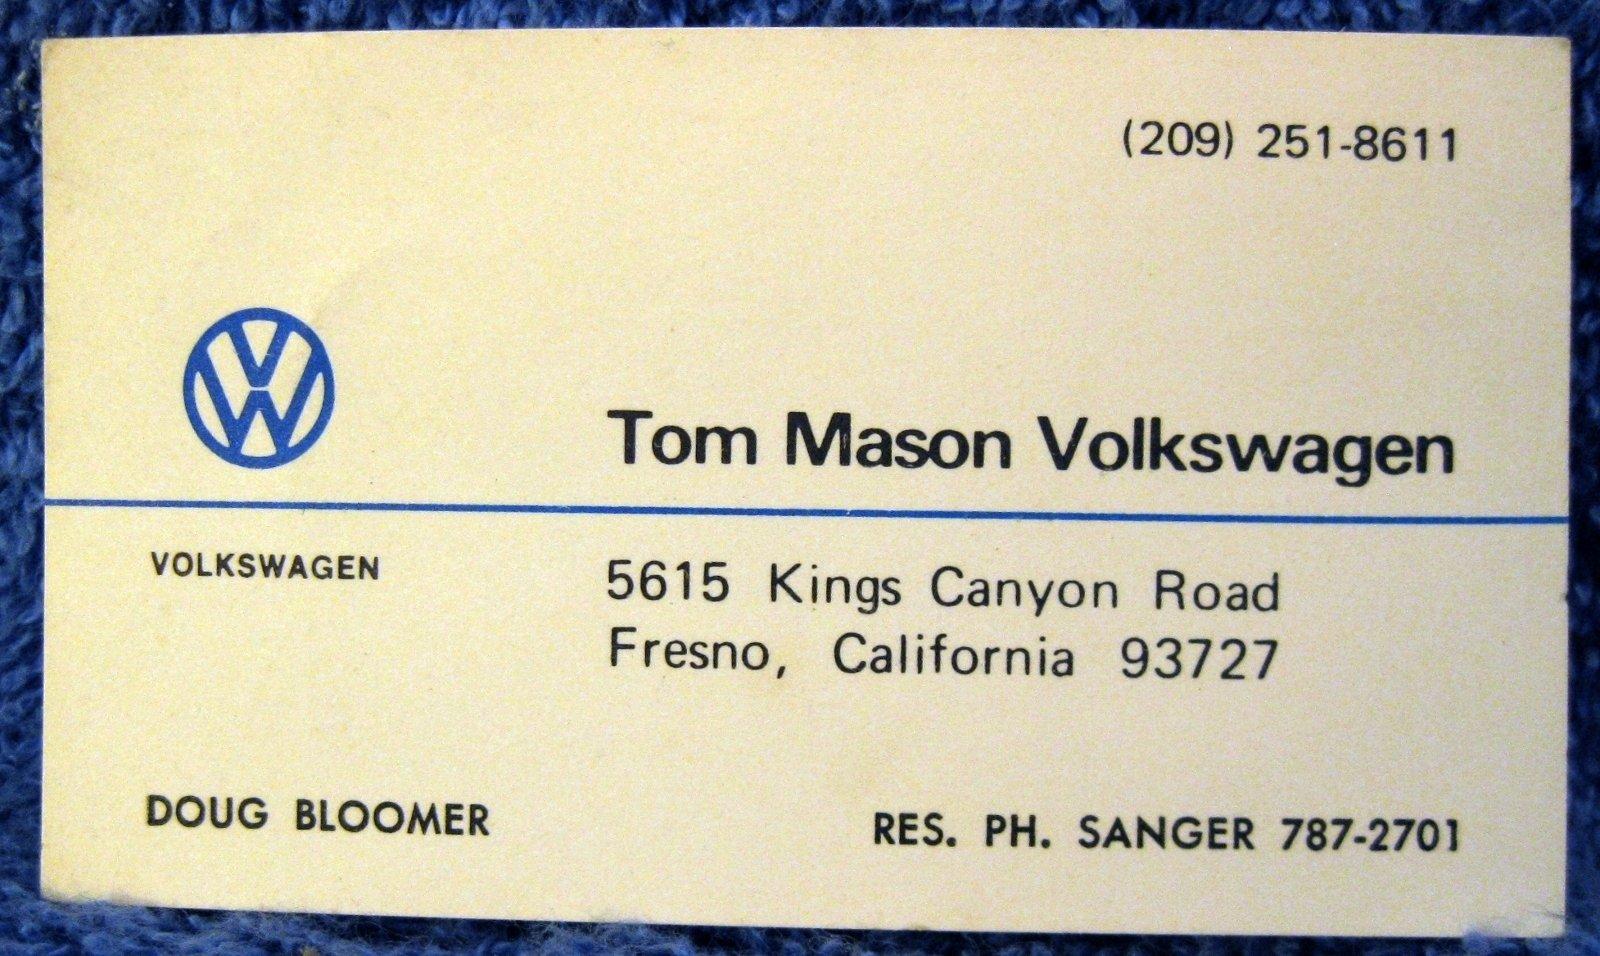 (209) 251-8611
Tom Mason Volkswagen
VOLKSWAGEN
5615 Kings Canyon Road
Fresno, California 93727
DOUG BLOOMER
RES. PH. SANGER 787-2701